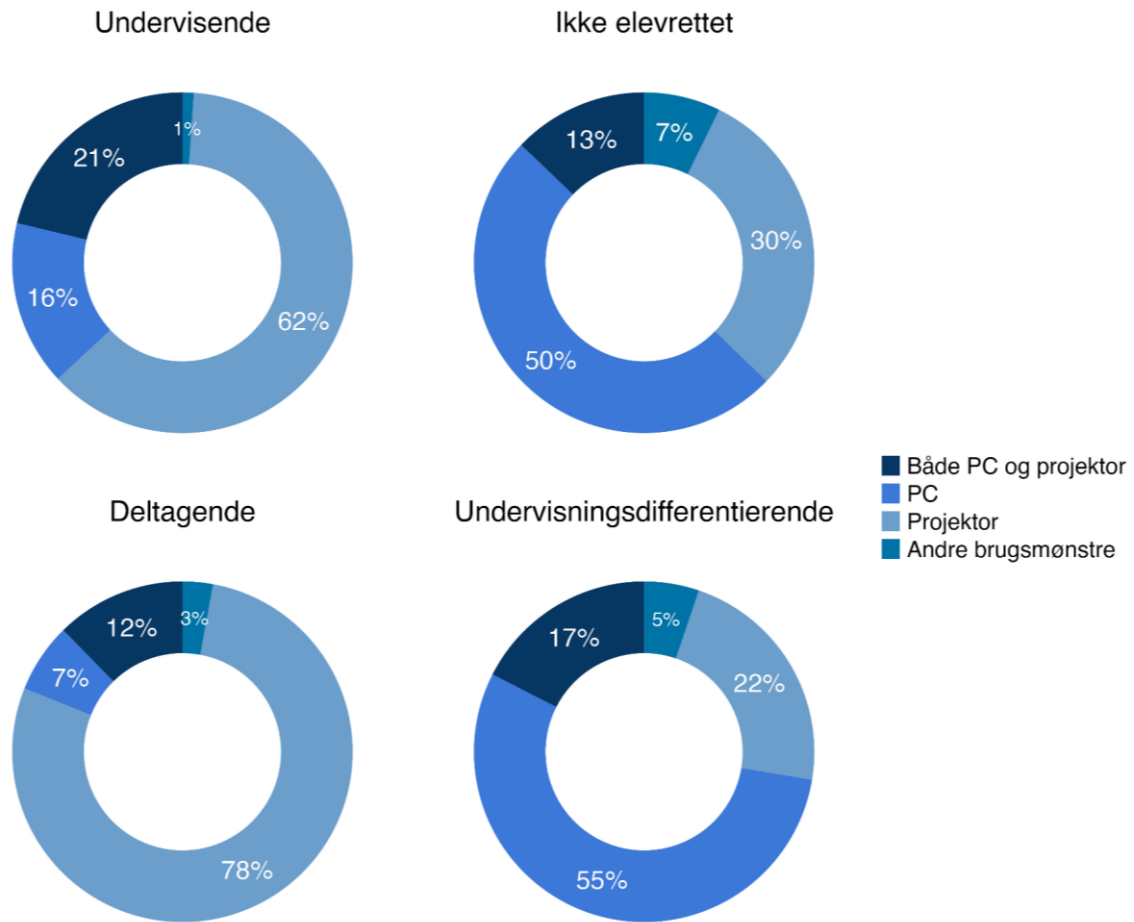 Undervisende
1%
21%
16%
62%
Ikke elevrettet
13%
7%
30%
50%
Både PC og projektor
PC
Projektor
Andre brugsmønstre
Deltagende
12%
3%
7%
78%
Undervisningsdifferentierende
17%
5%
22%
55%